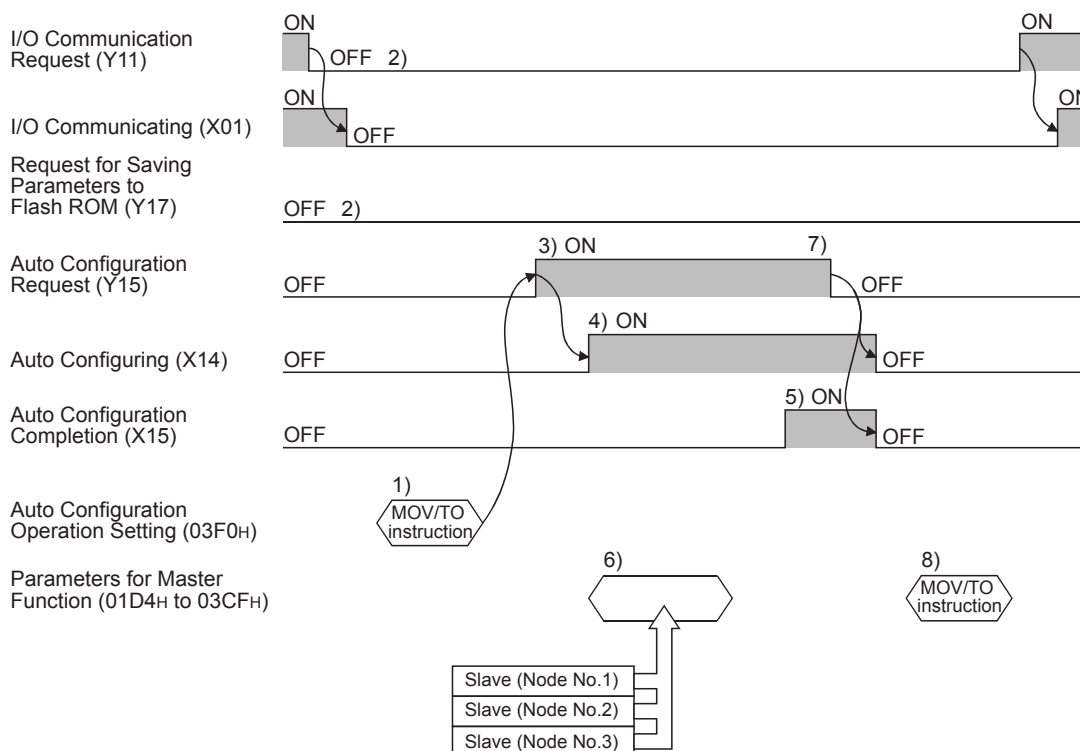 ON
ON
I/O Communication
Request (Y11)
OFF 2)
ON
ON
I/O Communicating (X01)
OFF
Request for Saving
Parameters to
Flash ROM (Y17)
OFF 2)
3) ON
7)
Auto Configuration
Request (Y15)
OFF
OFF
4) ON
Auto Configuring (X14)
OFF
OFF
5) ON
Auto Configuration
Completion (X15)
OFF
OFF
1)
Auto Configuration
Operation Setting (03F0H)
MOV/TO
instruction
6)
8)
Parameters for Master
Function (01D4H to 03CFH)
MOV/TO
instruction
Slave (Node No.1)
Slave (Node No.2)
Slave (Node No.3)